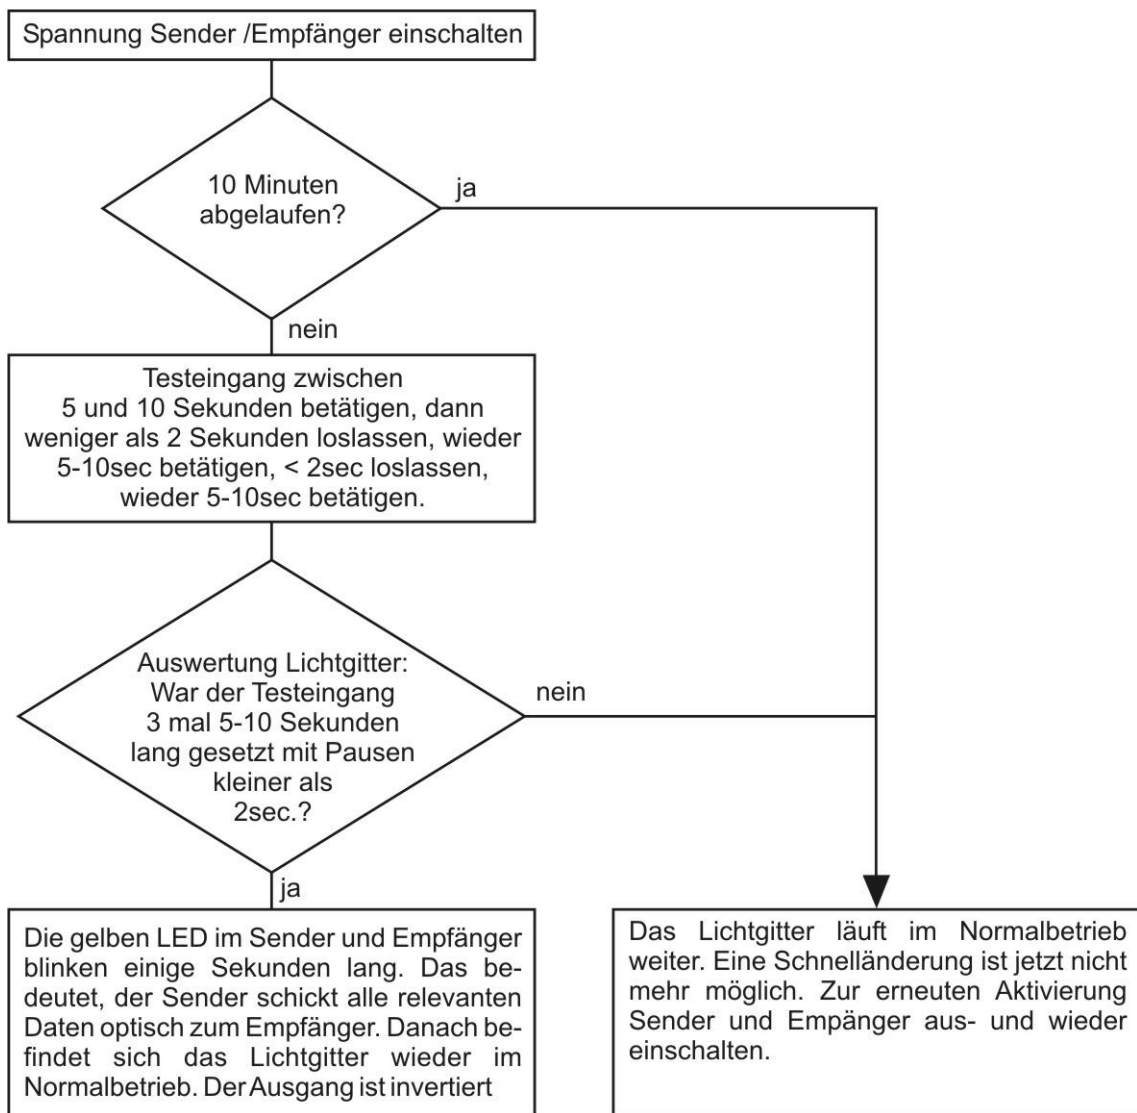 Spannung Sender /Empfänger einschalten
10 Minuten
abgelaufen?
ja
nein
Testeingang zwischen
5 und 10 Sekunden betätigen, dann
weniger als 2 Sekunden loslassen, wieder
5-10sec betätigen, < 2sec loslassen,
wieder 5-10sec betätigen.
Auswertung Lichtgitter:
War der Testeingang
3 mal 5-10 Sekunden
lang gesetzt mit Pausen
kleiner als
2sec.?
nein
ja
Die gelben LED im Sender und Empfänger
blinken einige Sekunden lang. Das be-
deutet, der Sender schickt alle relevanten
Daten optisch zum Empfänger. Danach be-
findet sich das Lichtgitter wieder im
Normalbetrieb. Der Ausgang ist invertiert
Das Lichtgitter läuft im Normalbetrieb
weiter. Eine Schnelländerung ist jetzt nicht
mehr möglich. Zur erneuten Aktivierung
Sender und Empänger aus- und wieder
einschalten.